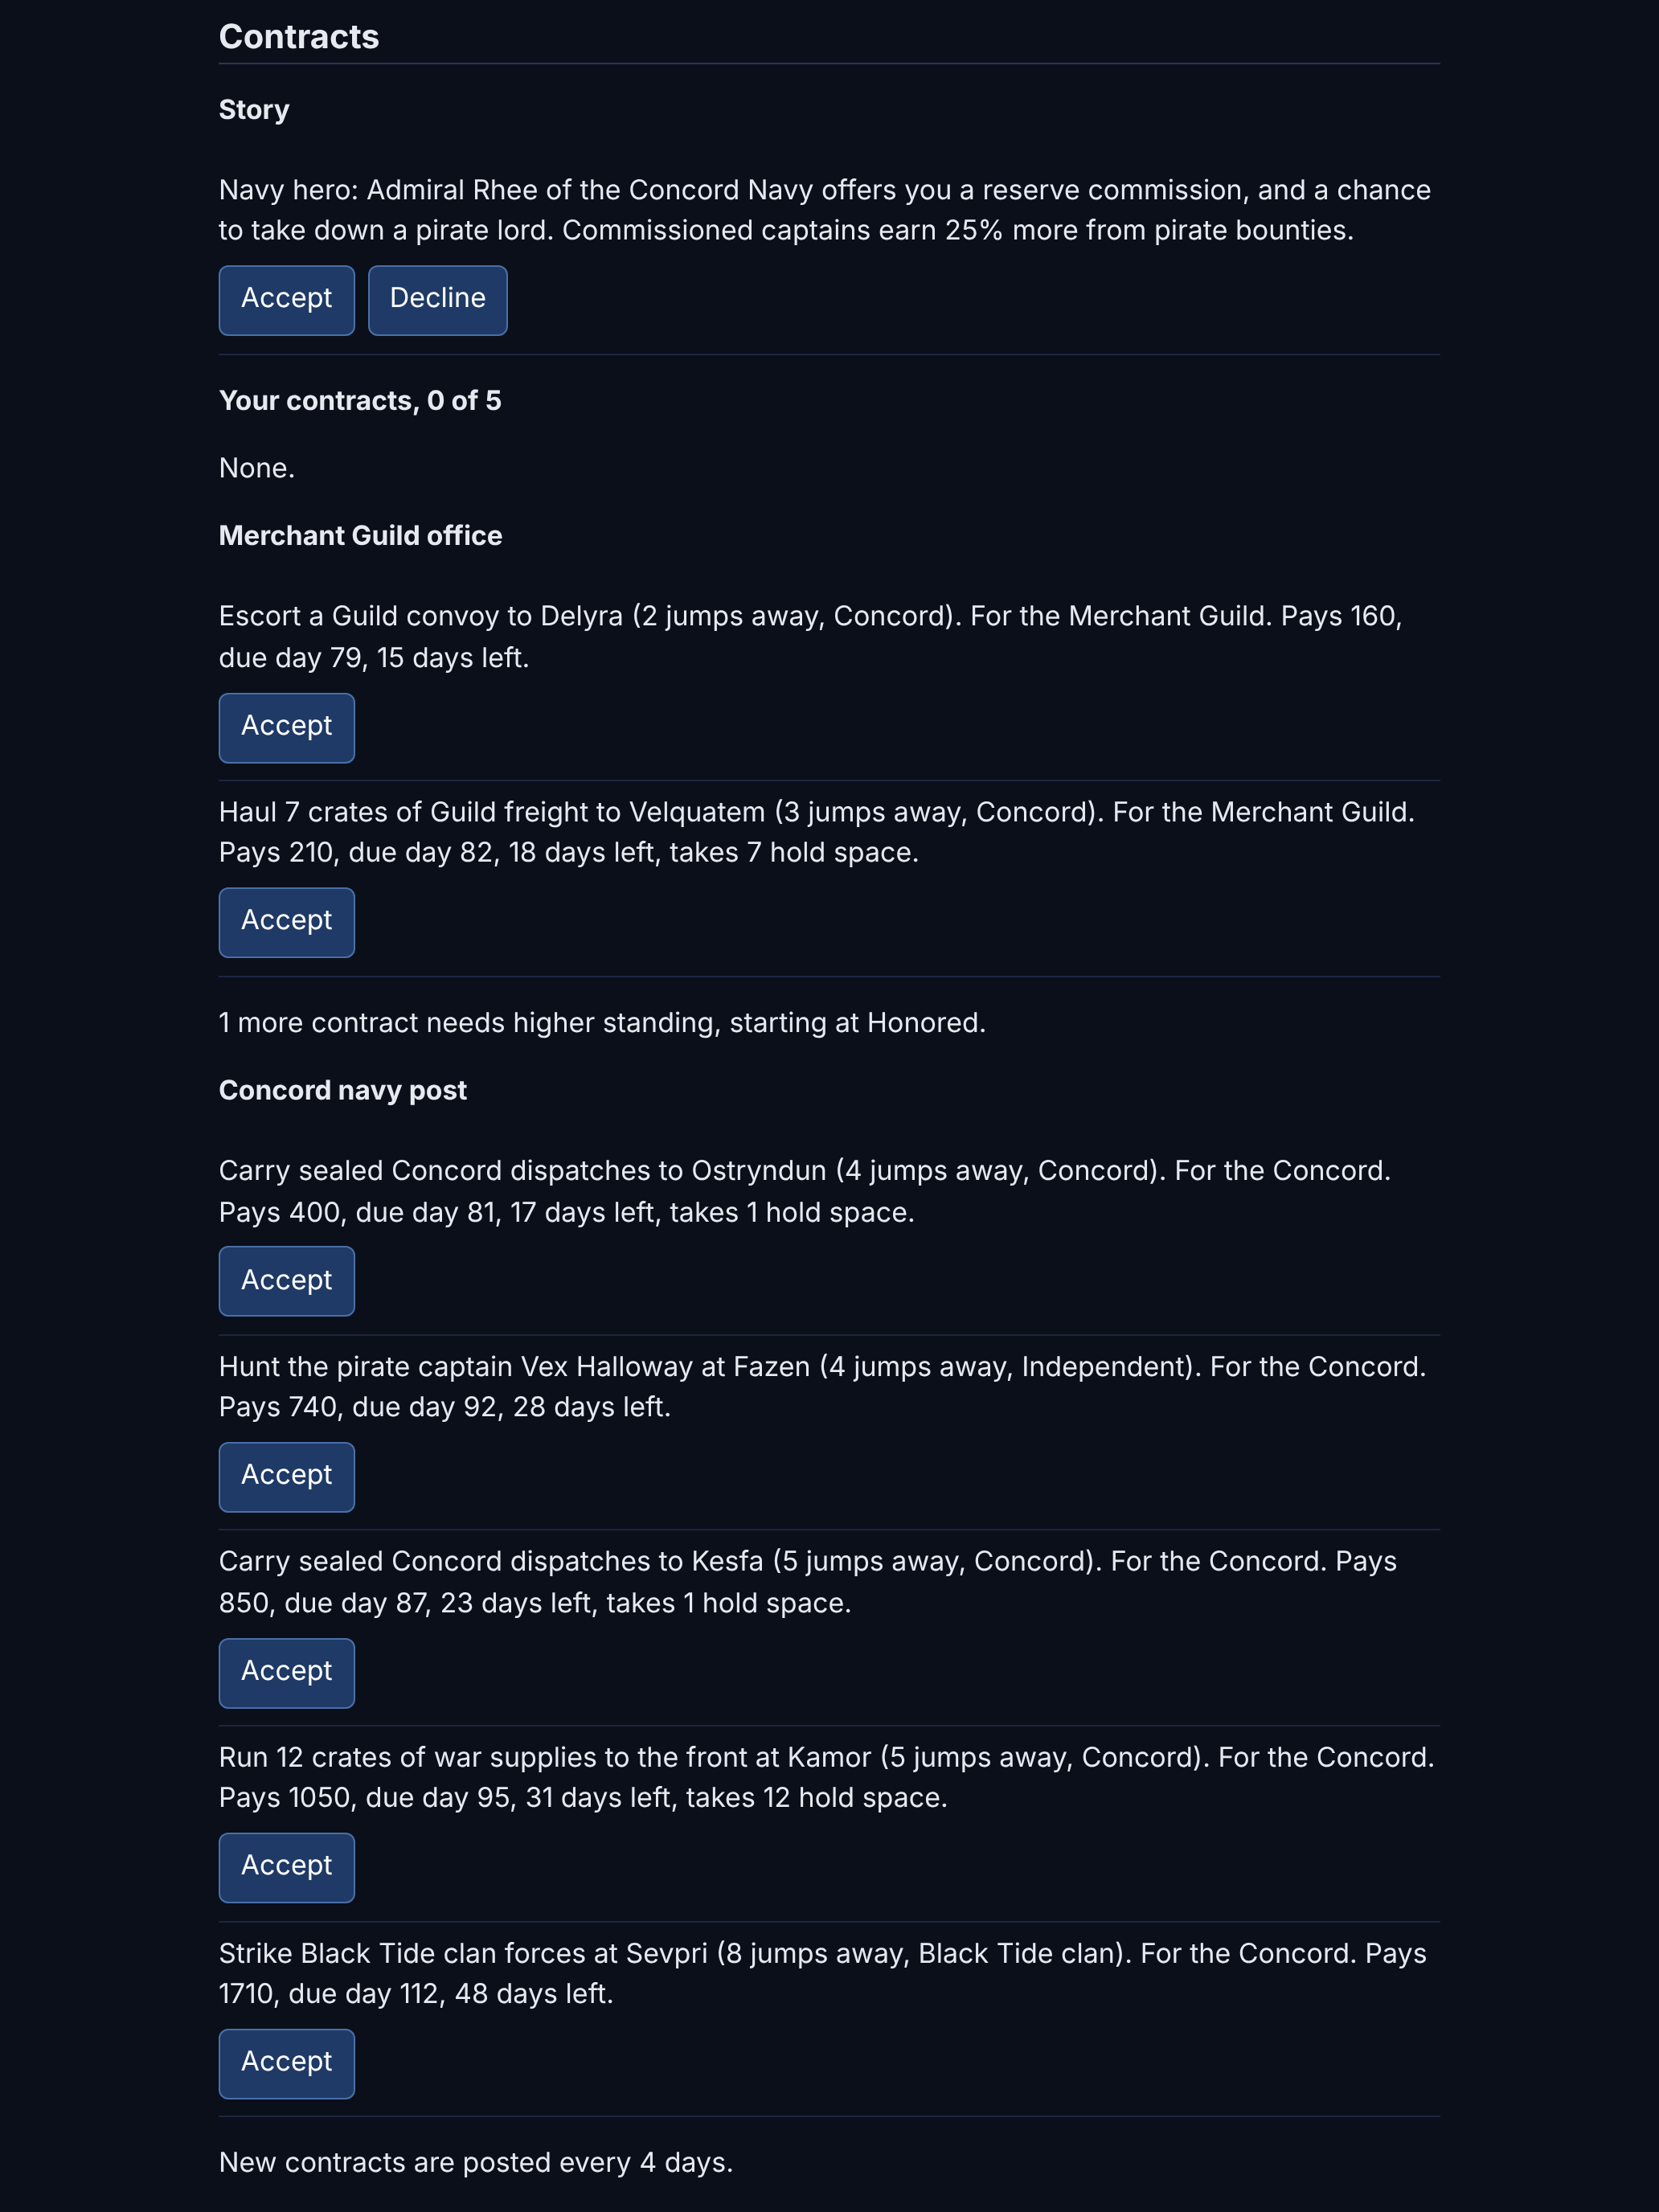 Contracts
Story
Navy hero: Admiral Rhee of the Concord Navy offers you a reserve commission, and a chance
to take down a pirate lord. Commissioned captains earn 25% more from pirate bounties.
Accept Decline
Your contracts, 0 of 5
None.
Merchant Guild office
Escort a Guild convoy to Delyra (2 jumps away, Concord). For the Merchant Guild. Pays 160,
due day 79, 15 days left.
Accept
Haul 7 crates of Guild freight to Velquatem (3 jumps away, Concord). For the Merchant Guild.
Pays 210, due day 82, 18 days left, takes 7 hold space.
Accept
1 more contract needs higher standing, starting at Honored.
Concord navy post
Carry sealed Concord dispatches to Ostryndun (4 jumps away, Concord). For the Concord.
Pays 400, due day 81, 17 days left, takes 1 hold space.
Accept
Hunt the pirate captain Vex Halloway at Fazen (4 jumps away, Independent). For the Concord.
Pays 740, due day 92, 28 days left.
Accept
Carry sealed Concord dispatches to Kesfa (5 jumps away, Concord). For the Concord. Pays
850, due day 87, 23 days left, takes 1 hold space.
Accept
Run 12 crates of war supplies to the front at Kamor (5 jumps away, Concord). For the Concord.
Pays 1050, due day 95, 31 days left, takes 12 hold space.
Accept
Strike Black Tide clan forces at Sevpri (8 jumps away, Black Tide clan). For the Concord. Pays
1710, due day 112, 48 days left.
Accept
New contracts are posted every 4 days.